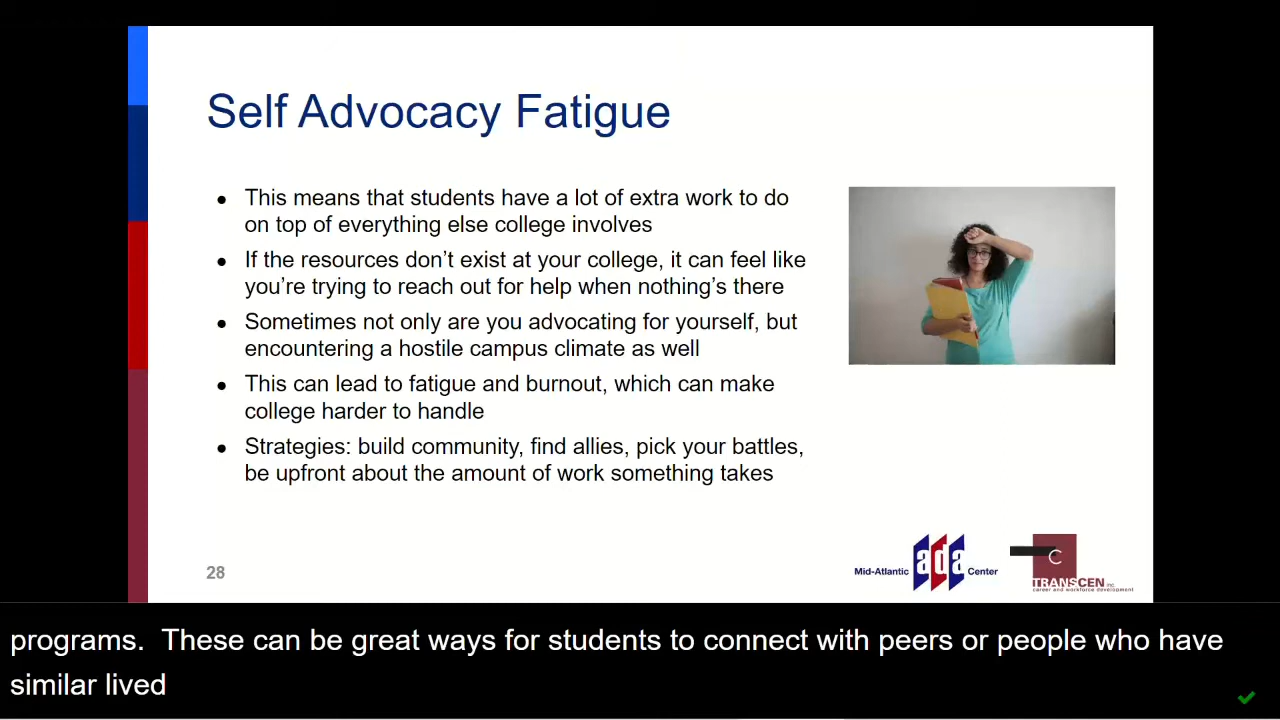 Self Advocacy Fatigue
● This means that students have a lot of extra work to do
on top of everything else college involves
● If the resources don’t exist at your college, it can feel like
you’re trying to reach out for help when nothing’s there
● Sometimes not only are you advocating for yourself, but
encountering a hostile campus climate as well
● This can lead to fatigue and burnout, which can make
college harder to handle
● Strategies: build community, find allies, pick your battles,
be upfront about the amount of work something takes
28
Mid-Atlantic ada Center
C
TRANSCEN inc.
career and workforce development
programs.  These can be great ways for students to connect with peers or people who have
similar lived